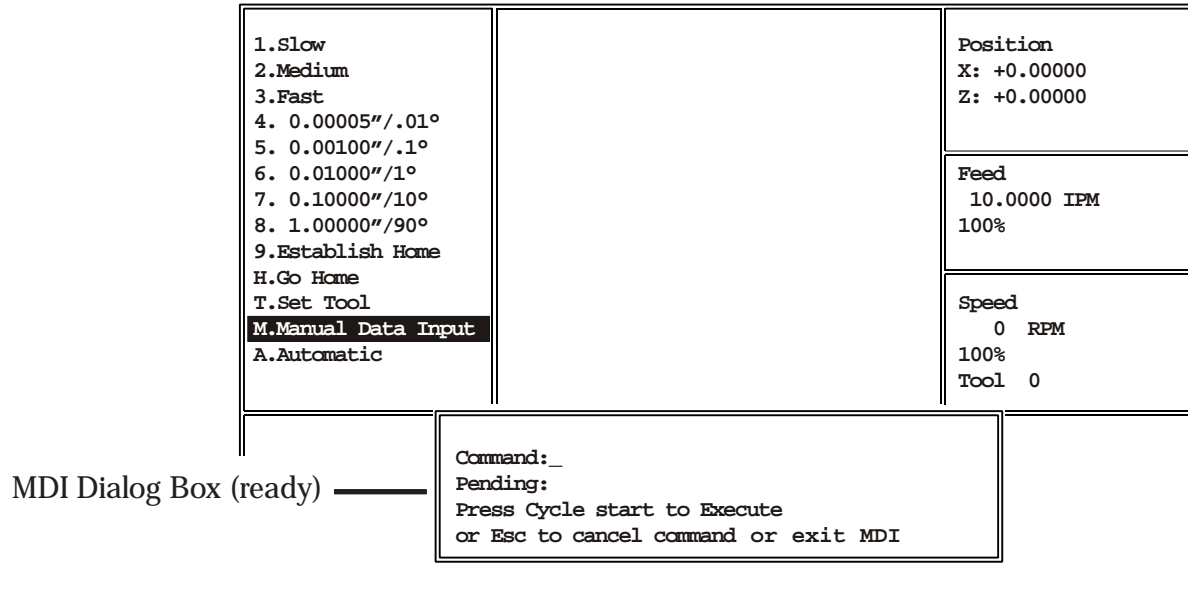 1.Slow
2.Medium
3.Fast
4. 0.00005″/.01°
5. 0.00100″/.1°
6. 0.01000″/1°
7. 0.10000″/10°
8. 1.00000″/90°
9.Establish Home
H.Go Home
T.Set Tool
M.Manual Data Input
A.Automatic
Position
X: +0.00000
Z: +0.00000
Feed
10.0000 IPM
100%
Speed
0 RPM
100%
Tool 0
MDI Dialog Box (ready)
Command:_
Pending:
Press Cycle start to Execute
or Esc to cancel command or exit MDI